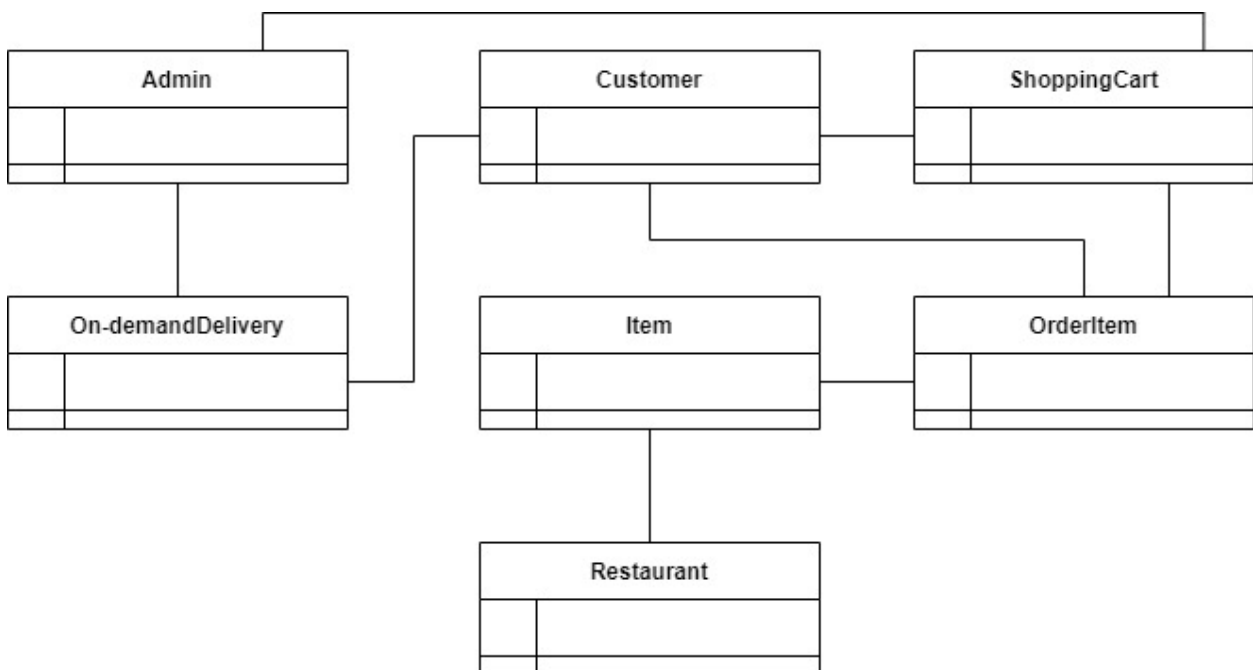 Admin
Customer
ShoppingCart
On-demandDelivery
Item
OrderItem
Restaurant